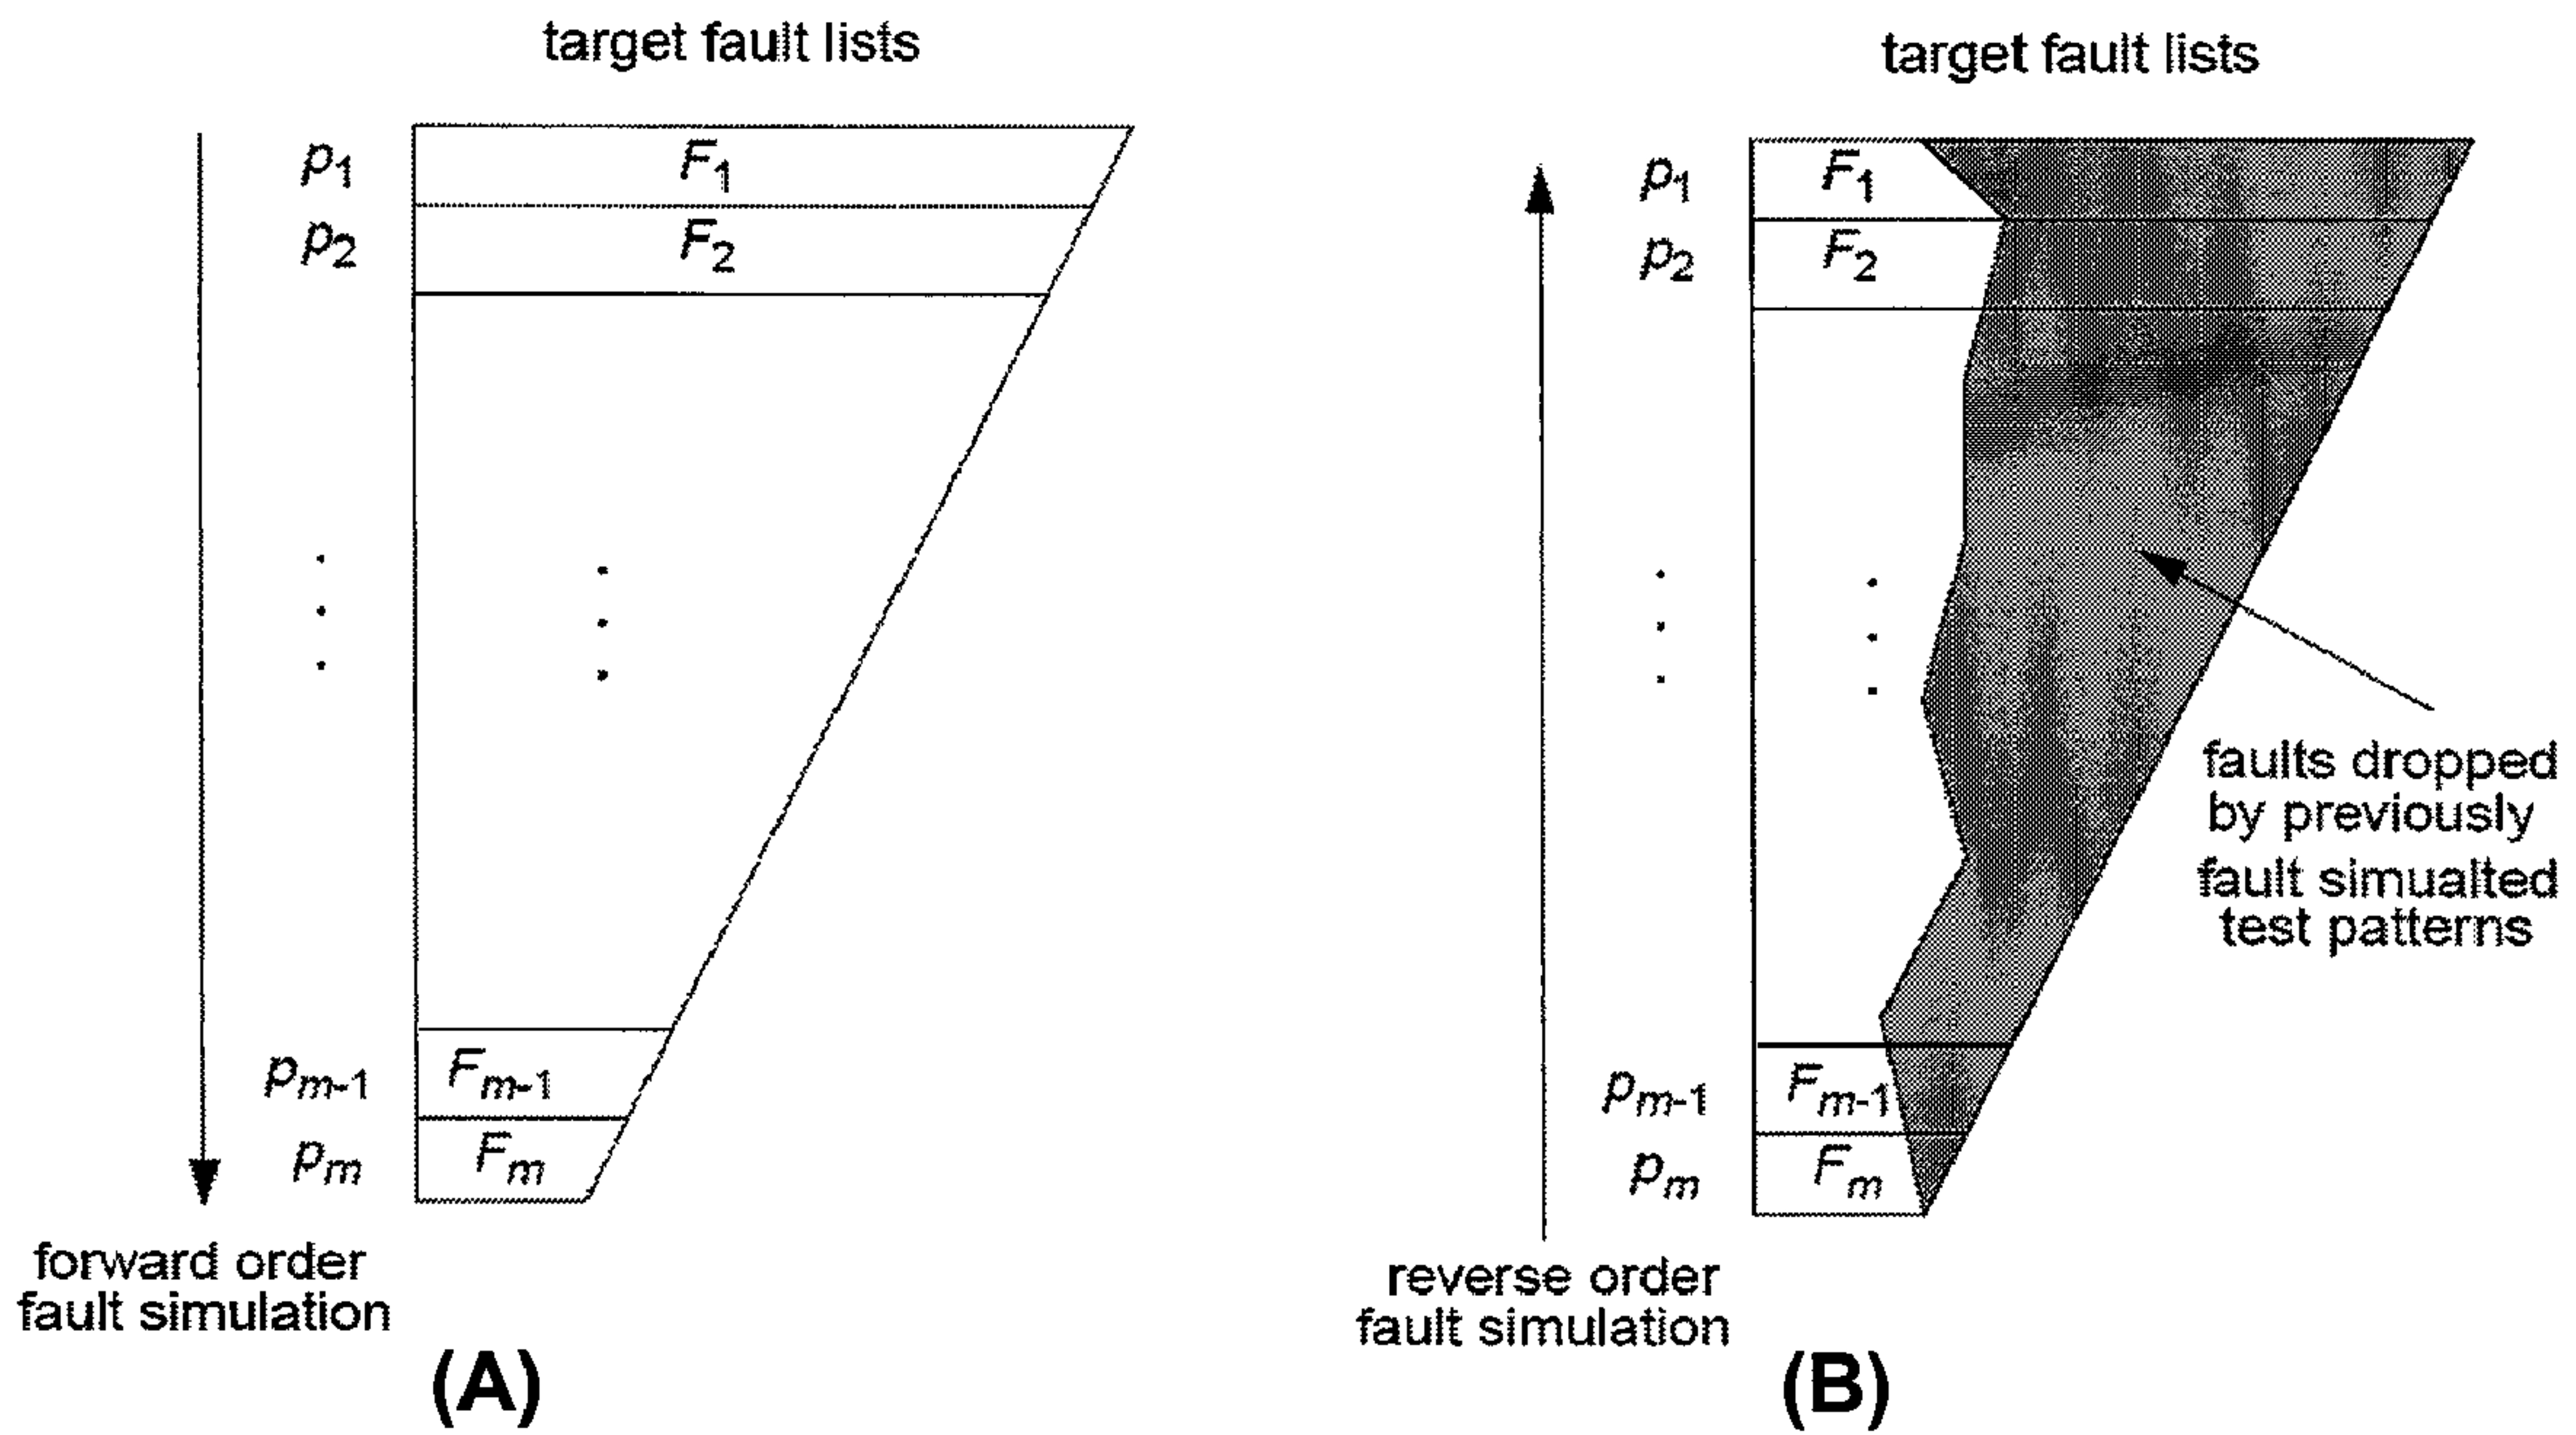 target fault lists
p1 F1
p2 F2
pm-1 Fm-1
pm Fm
forward order
fault simulation
(A)
target fault lists
p1 F1
p2 F2
faults dropped
by previously
fault simualted
test patterns
pm-1 Fm-1
pm Fm
reverse order
fault simulation
(B)